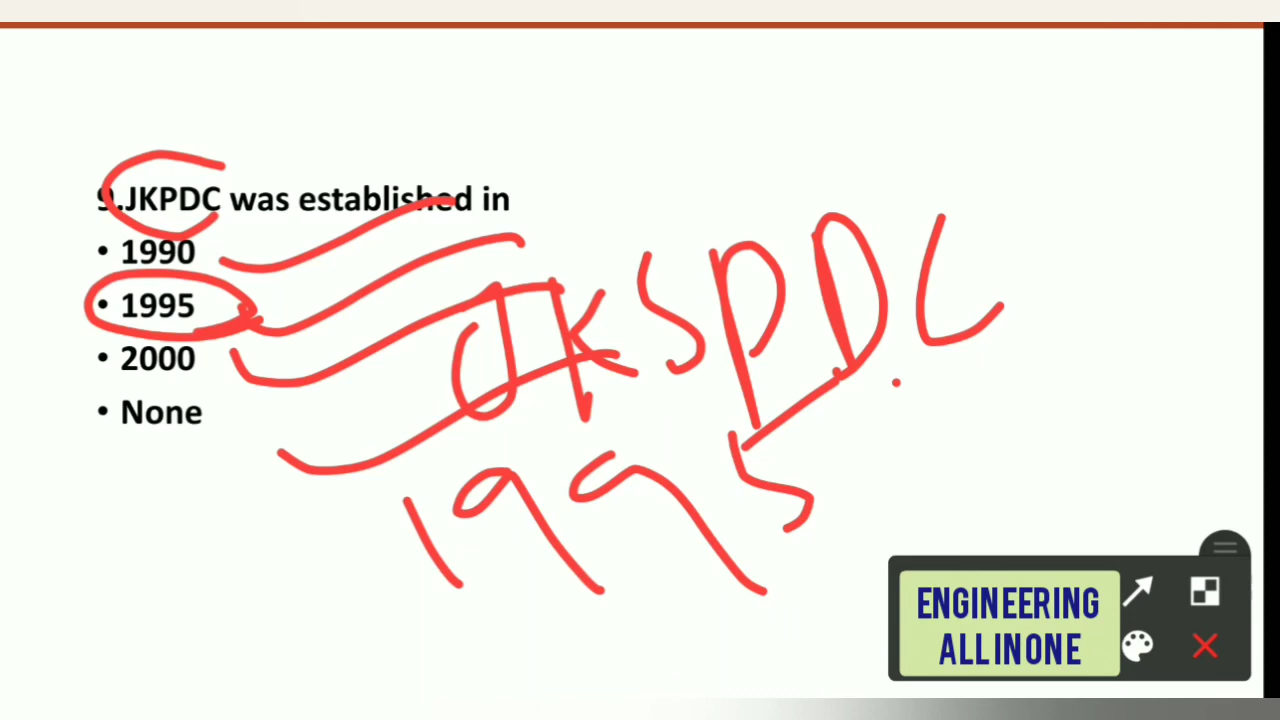 9.JKPDC was established in
• 1990
• 1995
• 2000
• None
JKSPDC
1995
ENGINEERING
ALL IN ONE